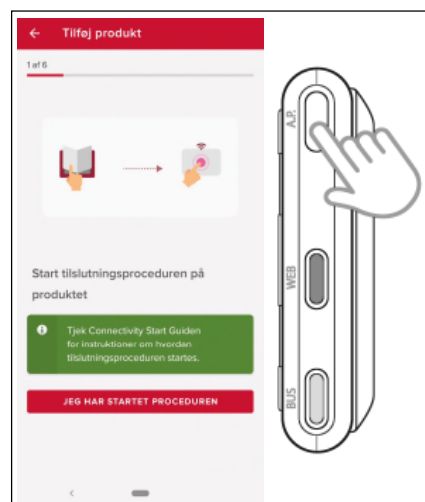 Tilføj produkt
1 af 6
Start tilslutningsproceduren på
produktet
Tjek Connectivity Start Guiden
for instruktioner om hvordan
tilslutningsproceduren startes.
JEG HAR STARTET PROCEDUREN
A.P.
WEB
BUS